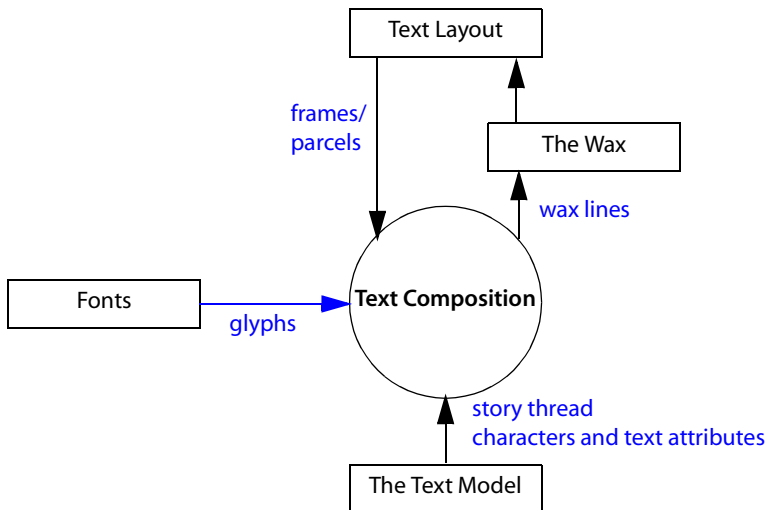 Text Layout
frames/
parcels
The Wax
wax lines
Fonts
glyphs
Text Composition
story thread
characters and text attributes
The Text Model